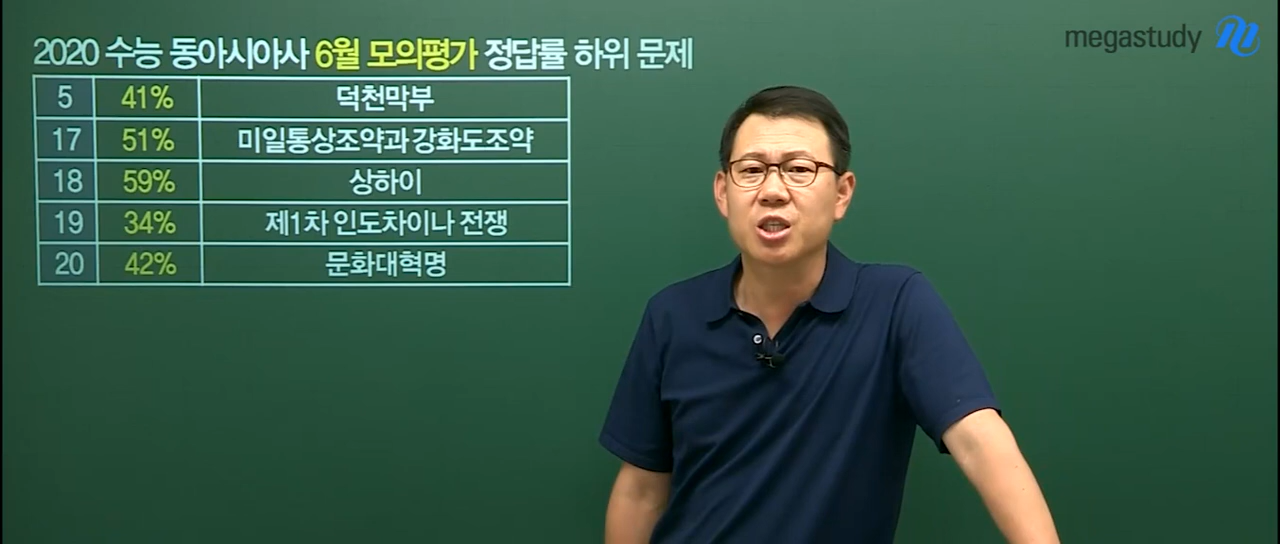 megastudy
2020 수능 동아시아사 6월 모의평가 정답률 하위 문제
5 41% 덕천막부
17 51% 미일통상조약과 강화도조약
18 59% 상하이
19 34% 제1차 인도차이나 전쟁
20 42% 문화대혁명